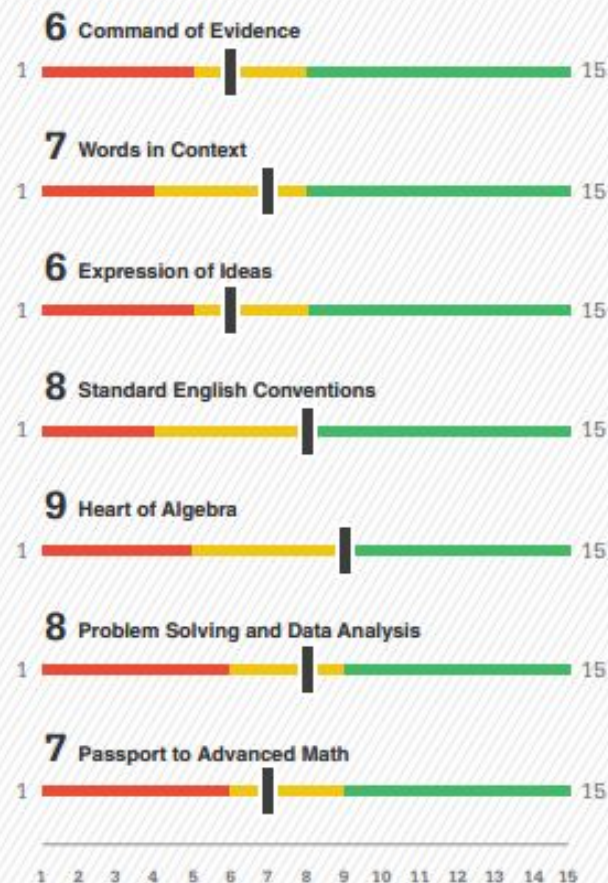 6 Command of Evidence
1 15
7 Words in Context
1 15
6 Expression of Ideas
1 15
8 Standard English Conventions
1 15
9 Heart of Algebra
1 15
8 Problem Solving and Data Analysis
1 15
7 Passport to Advanced Math
1 15
1 2 3 4 5 6 7 8 9 10 11 12 13 14 15